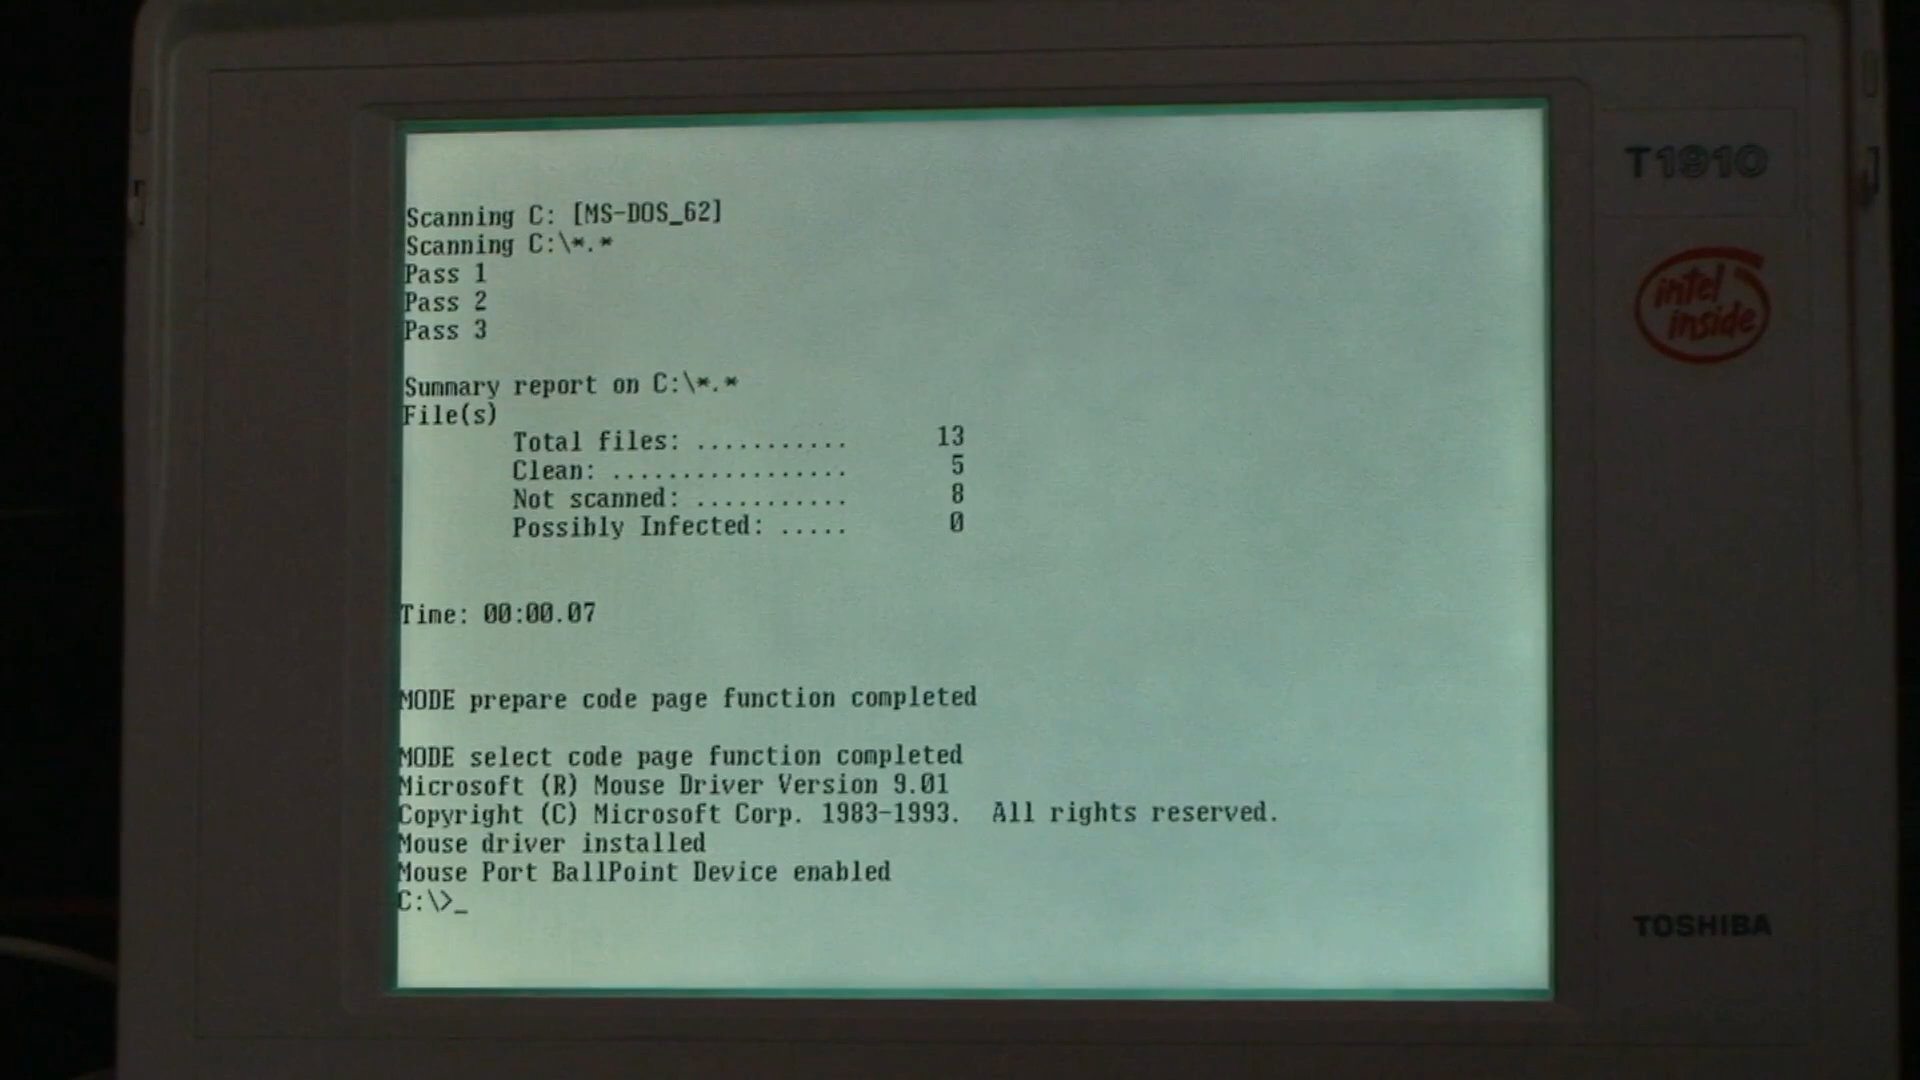 Scanning C: [MS-DOS_62]
Scanning C:\*.*
Pass 1
Pass 2
Pass 3
Summary report on C:\*.*
File(s)
Total files: ........... 13
Clean: ................. 5
Not scanned: ........... 8
Possibly Infected: ..... 0
Time: 00:00.07
MODE prepare code page function completed
MODE select code page function completed
Microsoft (R) Mouse Driver Version 9.01
Copyright (C) Microsoft Corp. 1983-1993.  All rights reserved.
Mouse driver installed
Mouse Port BallPoint Device enabled
C:\>_
T1910
intel
inside
TOSHIBA